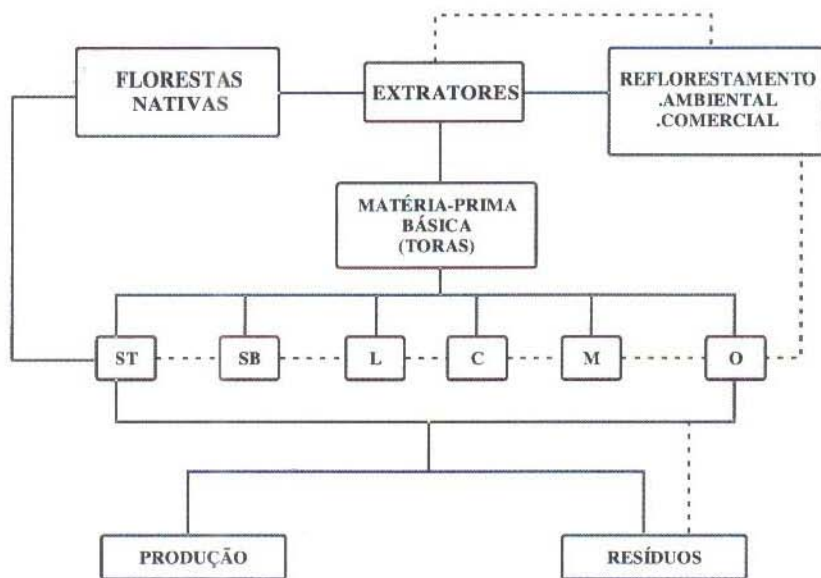 FLORESTAS
NATIVAS
EXTRATORES
REFLORESTAMENTO
.AMBIENTAL
.COMERCIAL
MATÉRIA-PRIMA
BÁSICA
(TORAS)
ST
SB
L
C
M
O
PRODUÇÃO
RESÍDUOS